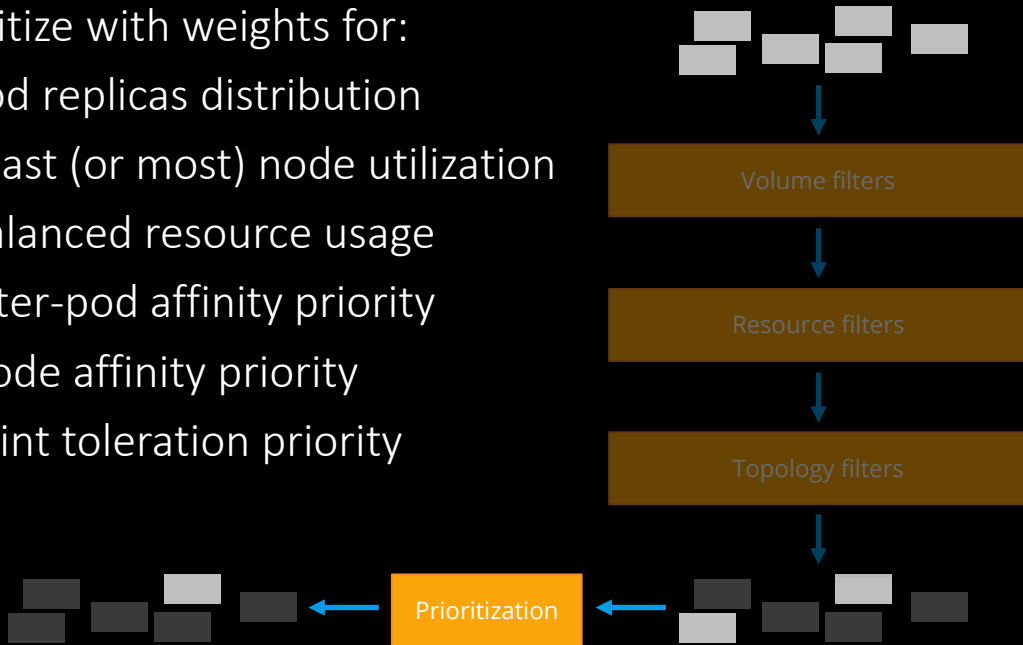 itize with weights for:
od replicas distribution
ast (or most) node utilization
alanced resource usage
ter-pod affinity priority
ode affinity priority
int toleration priority
Volume filters
Resource filters
Topology filters
Prioritization